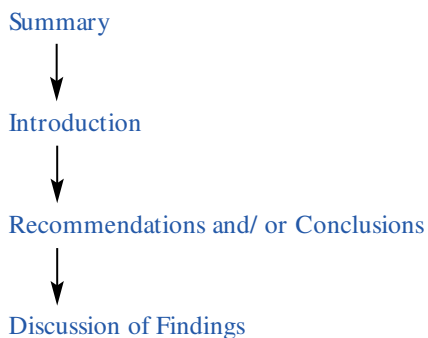 Summary
Introduction
Recommendations and/ or Conclusions
Discussion of Findings